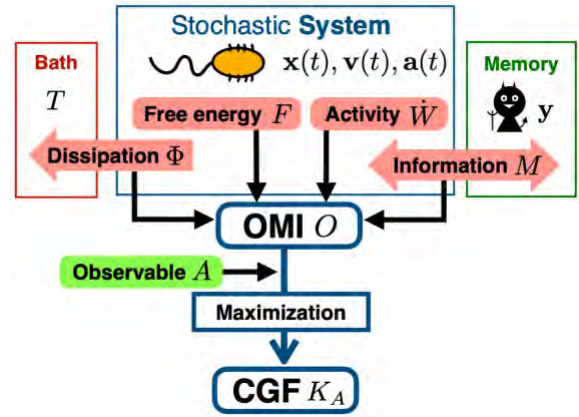 Stochastic System
Bath
T
x(t), v(t), a(t)
Memory
y
Free energy F
Activity Ẇ
Dissipation Φ
Information M
OMI O
Observable A
Maximization
CGF K_A